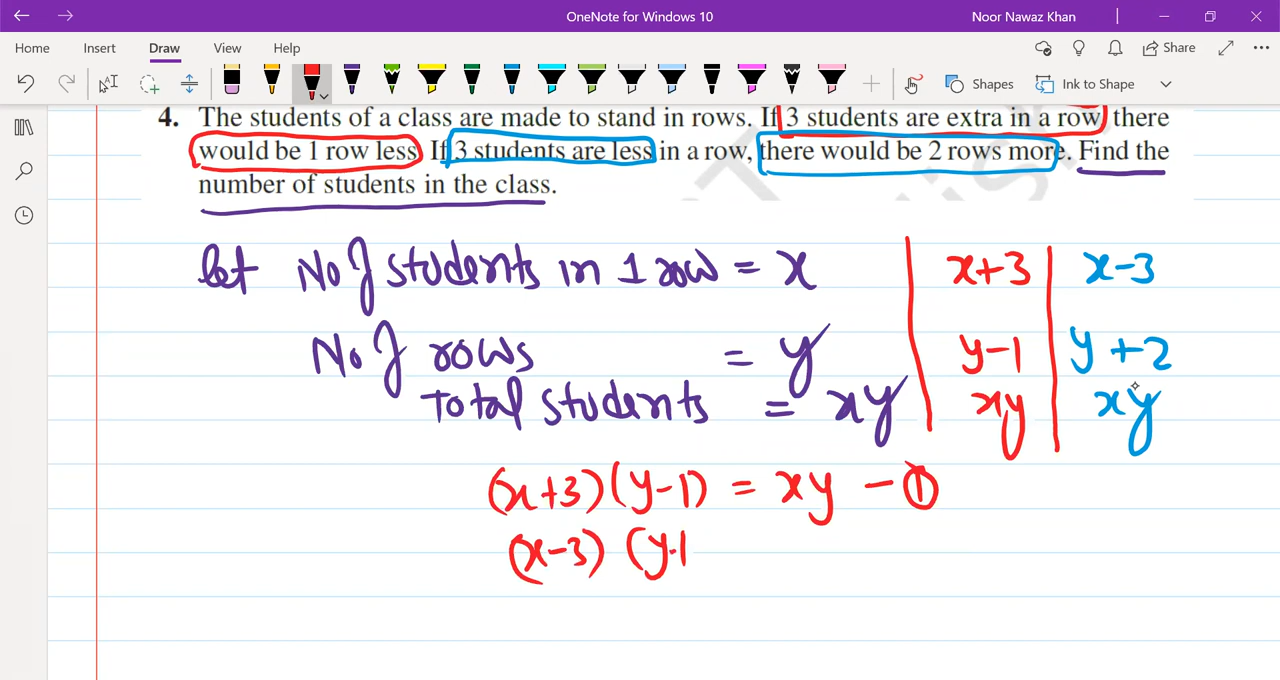 OneNote for Windows 10
Noor Nawaz Khan
Home Insert Draw View Help
Share
Shapes
Ink to Shape
4. The students of a class are made to stand in rows. If 3 students are extra in a row, there
would be 1 row less. If 3 students are less in a row, there would be 2 rows more. Find the
number of students in the class.
let No of students in 1 row = x | x+3 | x-3
No of rows = y y-1 y+2
Total students = xy xy xy
(x+3)(y-1) = xy - ①
(x-3) (y-1